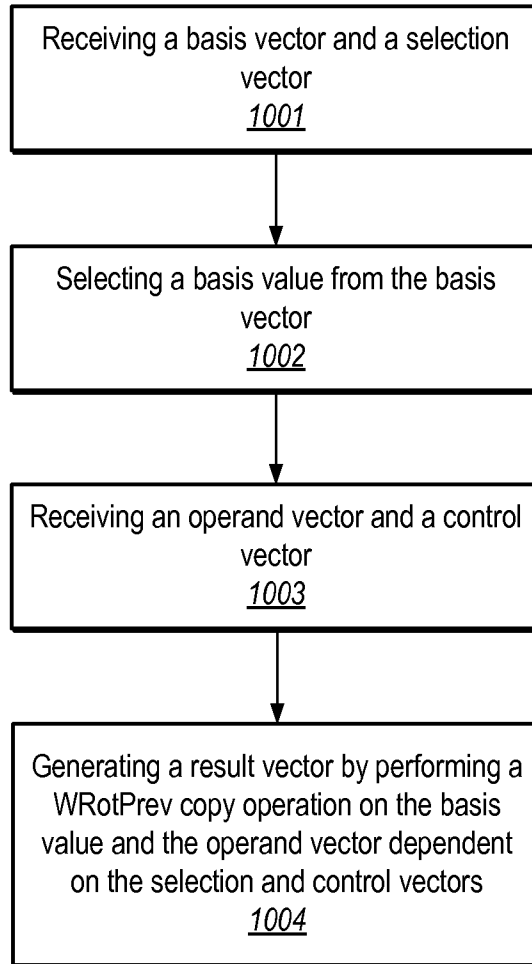 Receiving a basis vector and a selection
vector
1001
Selecting a basis value from the basis
vector
1002
Receiving an operand vector and a control
vector
1003
Generating a result vector by performing a
WRotPrev copy operation on the basis
value and the operand vector dependent
on the selection and control vectors
1004